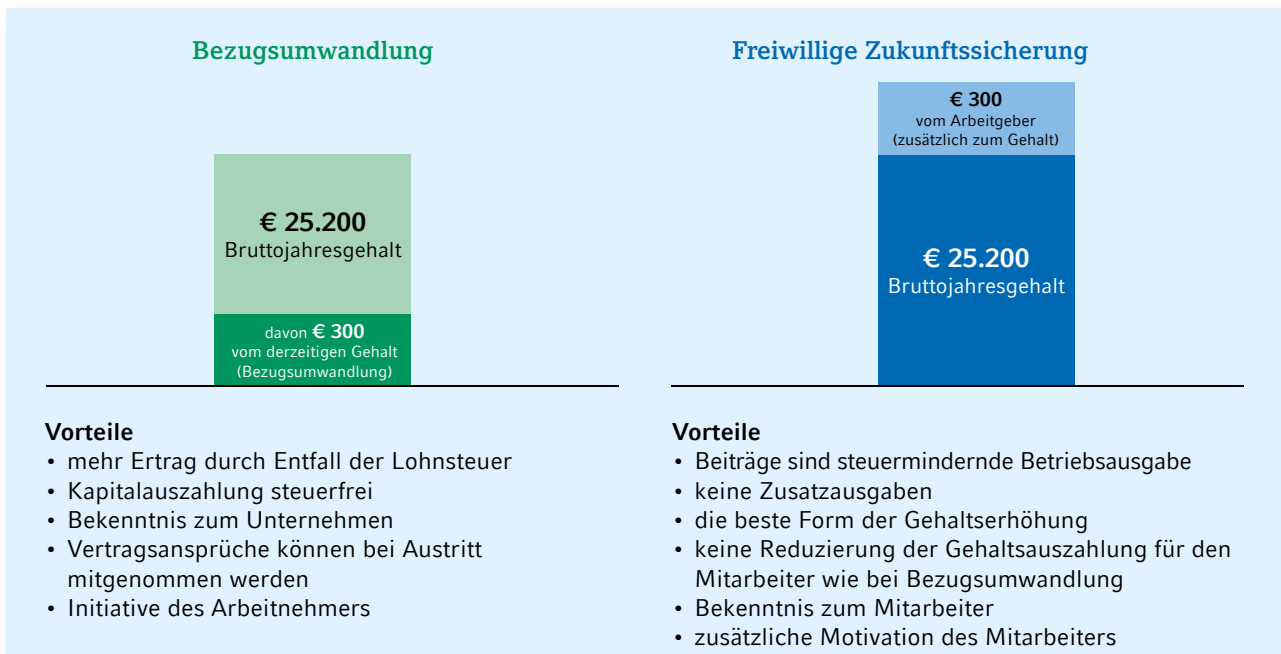 Bezugsumwandlung
€ 25.200
Bruttojahresgehalt
davon € 300
vom derzeitigen Gehalt
(Bezugsumwandlung)
Vorteile
• mehr Ertrag durch Entfall der Lohnsteuer
• Kapitalauszahlung steuerfrei
• Bekenntnis zum Unternehmen
• Vertragsansprüche können bei Austritt
mitgenommen werden
• Initiative des Arbeitnehmers
Freiwillige Zukunftssicherung
€ 300
vom Arbeitgeber
(zusätzlich zum Gehalt)
€ 25.200
Bruttojahresgehalt
Vorteile
• Beiträge sind steuermindernde Betriebsausgabe
• keine Zusatzausgaben
• die beste Form der Gehaltserhöhung
• keine Reduzierung der Gehaltsauszahlung für den
Mitarbeiter wie bei Bezugsumwandlung
• Bekenntnis zum Mitarbeiter
• zusätzliche Motivation des Mitarbeiters